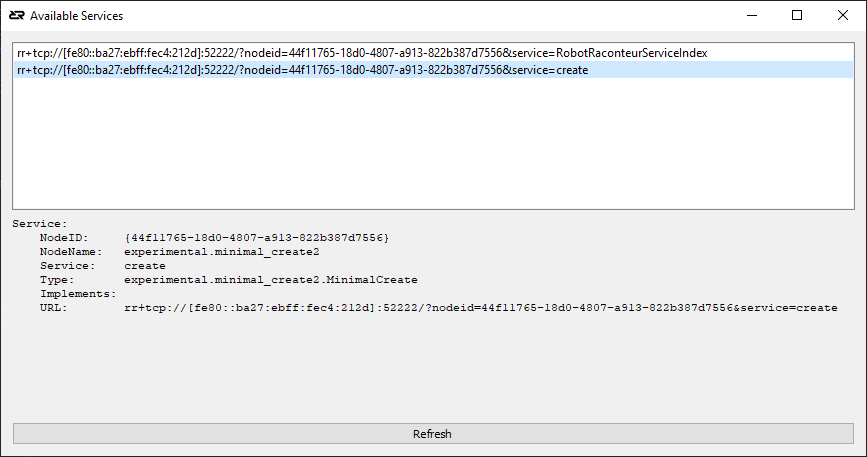 Available Services
rr+tcp://[fe80::ba27:ebff:fec4:212d]:52222/?nodeid=44f11765-18d0-4807-a913-822b387d7556&service=RobotRaconteurServiceIndex
rr+tcp://[fe80::ba27:ebff:fec4:212d]:52222/?nodeid=44f11765-18d0-4807-a913-822b387d7556&service=create
Service:
NodeID: {44f11765-18d0-4807-a913-822b387d7556}
NodeName: experimental.minimal_create2
Service: create
Type: experimental.minimal_create2.MinimalCreate
Implements:
URL: rr+tcp://[fe80::ba27:ebff:fec4:212d]:52222/?nodeid=44f11765-18d0-4807-a913-822b387d7556&service=create
Refresh